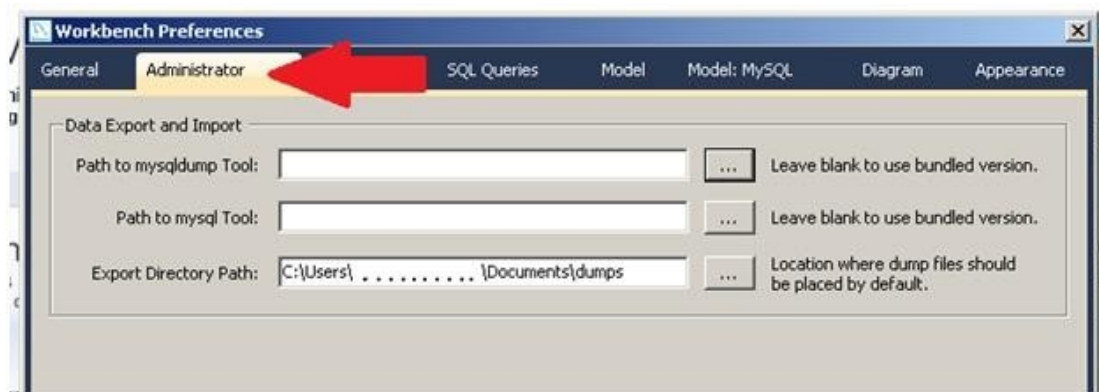 Workbench Preferences
General Administrator SQL Queries Model Model: MySQL Diagram Appearance
Data Export and Import
Path to mysqldump Tool: ... Leave blank to use bundled version.
Path to mysql Tool: ... Leave blank to use bundled version.
Export Directory Path: C:\Users\ . . . . . . . . . . \Documents\dumps ... Location where dump files should
be placed by default.